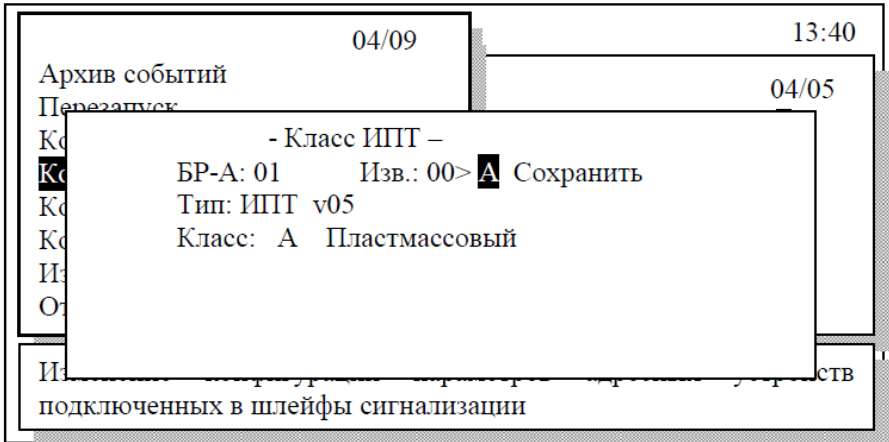 04/09
13:40
Архив событий
04/05
Перезапуск
- Класс ИПТ –
БР-А: 01 Изв.: 00> А Сохранить
Тип: ИПТ v05
Класс: А Пластмассовый
подключенных в шлейфы сигнализации